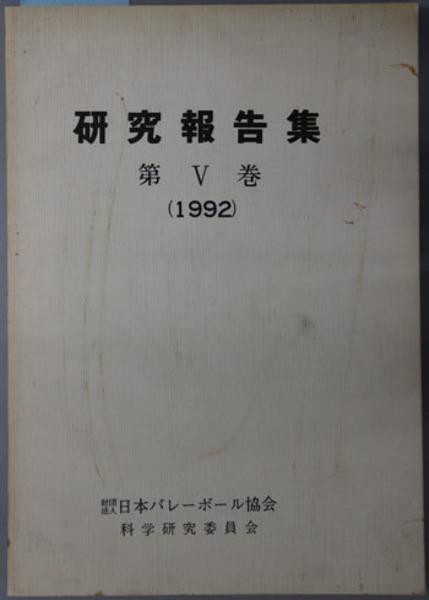 研究報告集
第 V 巻
(1992)
財団法人日本バレーボール協会
科学研究委員会